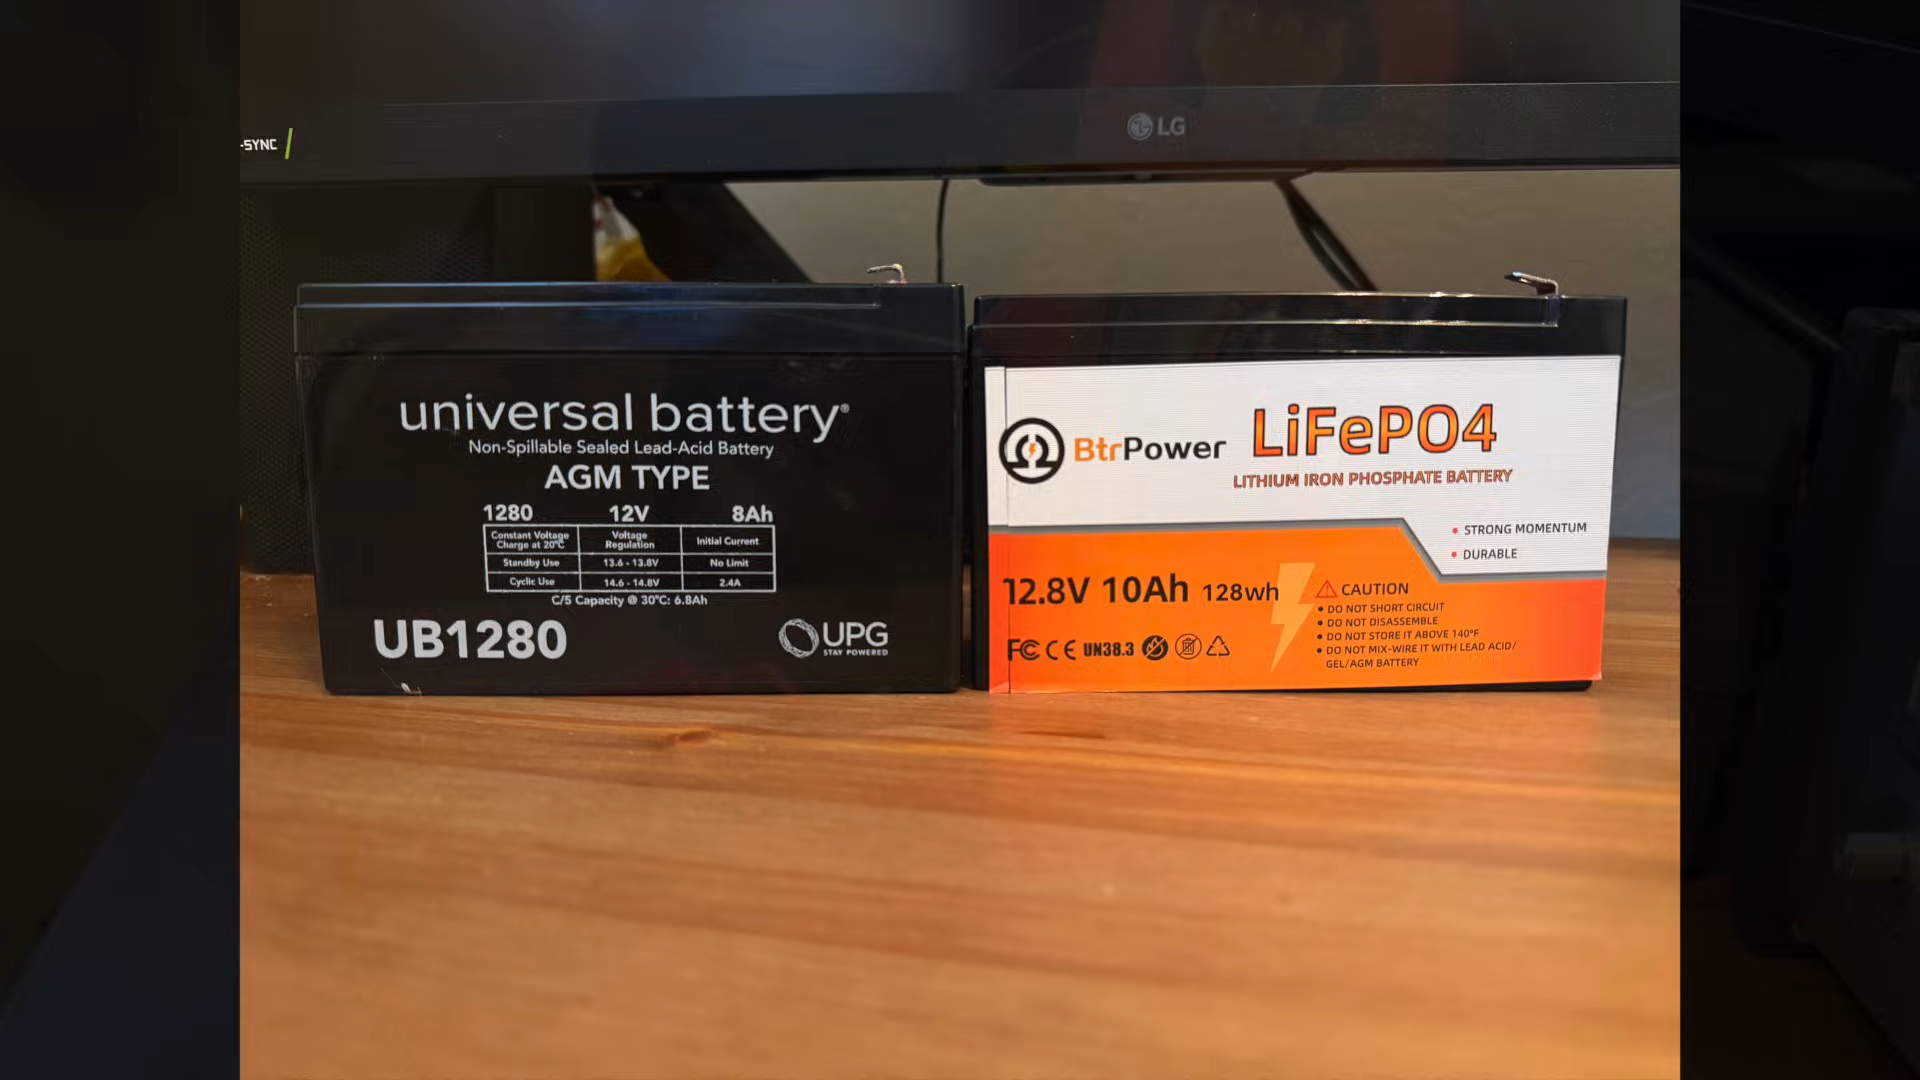 -SYNC
LG
universal battery®
Non-Spillable Sealed Lead-Acid Battery
AGM TYPE
1280 12V 8Ah
Constant Voltage Charge at 20°C Voltage Regulation Initial Current
Standby Use 13.6 - 13.8V No Limit
Cyclic Use 14.6 - 14.8V 2.4A
C/5 Capacity @ 30°C: 6.8Ah
UB1280
UPG
STAY POWERED
BtrPower
LiFePO4
LITHIUM IRON PHOSPHATE BATTERY
• STRONG MOMENTUM
• DURABLE
12.8V 10Ah 128wh
FC CE UN38.3
CAUTION
• DO NOT SHORT CIRCUIT
• DO NOT DISASSEMBLE
• DO NOT STORE IT ABOVE 140°F
• DO NOT MIX-WIRE IT WITH LEAD ACID/
GEL/AGM BATTERY